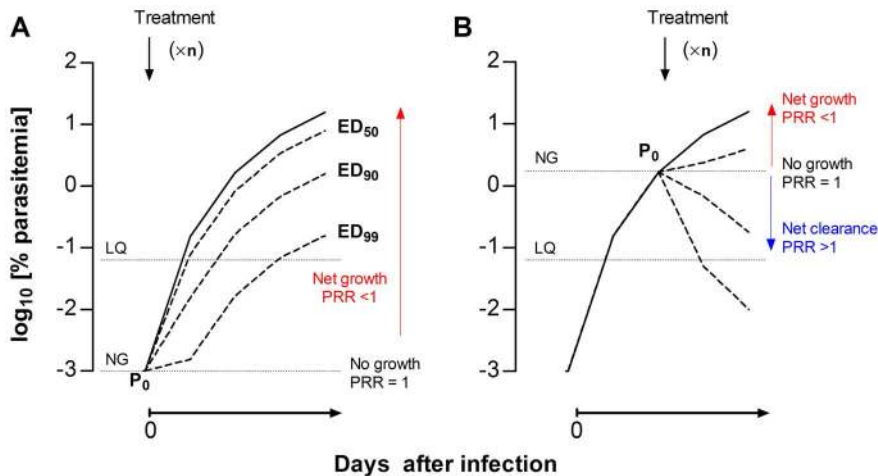 Treatment
A
(×n)
2
1
0
-1
-2
-3
log10 [% parasitemia]
ED50
ED90
ED99
LQ
NG
P0
Net growth
PRR <1
No growth
PRR = 1
0
Treatment
B
(×n)
2
1
0
-1
-2
-3
NG
LQ
P0
Net growth
PRR <1
No growth
PRR = 1
Net clearance
PRR >1
0
Days after infection